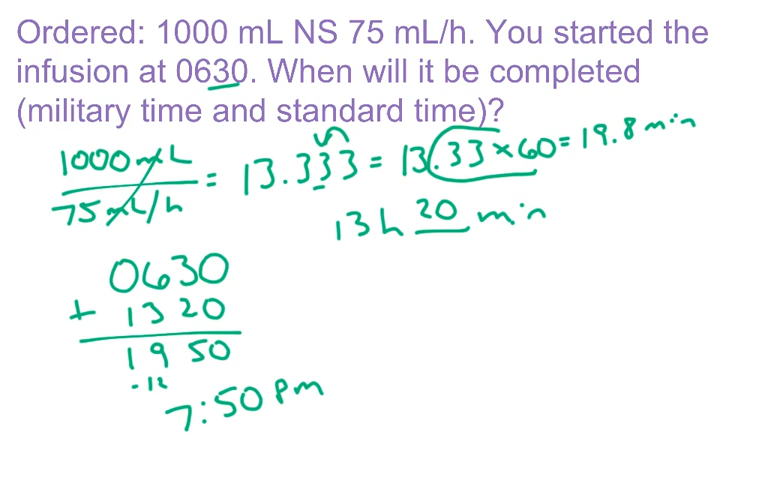 Ordered: 1000 mL NS 75 mL/h. You started the
infusion at 0630. When will it be completed
(military time and standard time)?
1000 mL / 75 mL/h = 13.333 = 13.33 × 60 = 19.8 min
13 h 20 min
0630
+ 1320
1950
-12
7:50 pm